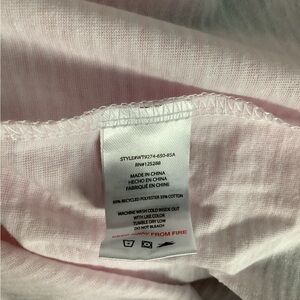 STYLE#WT9274-650-85A
RN#125288
MADE IN CHINA
HECHO EN CHINA
FABRIQUÉ EN CHINE
RECYCLED POLYESTER 35% COTTON
MACHINE WASH COLD INSIDE OUT
WITH LIKE COLOR
TUMBLE DRY LOW
DO NOT BLEACH
FROM FIRE